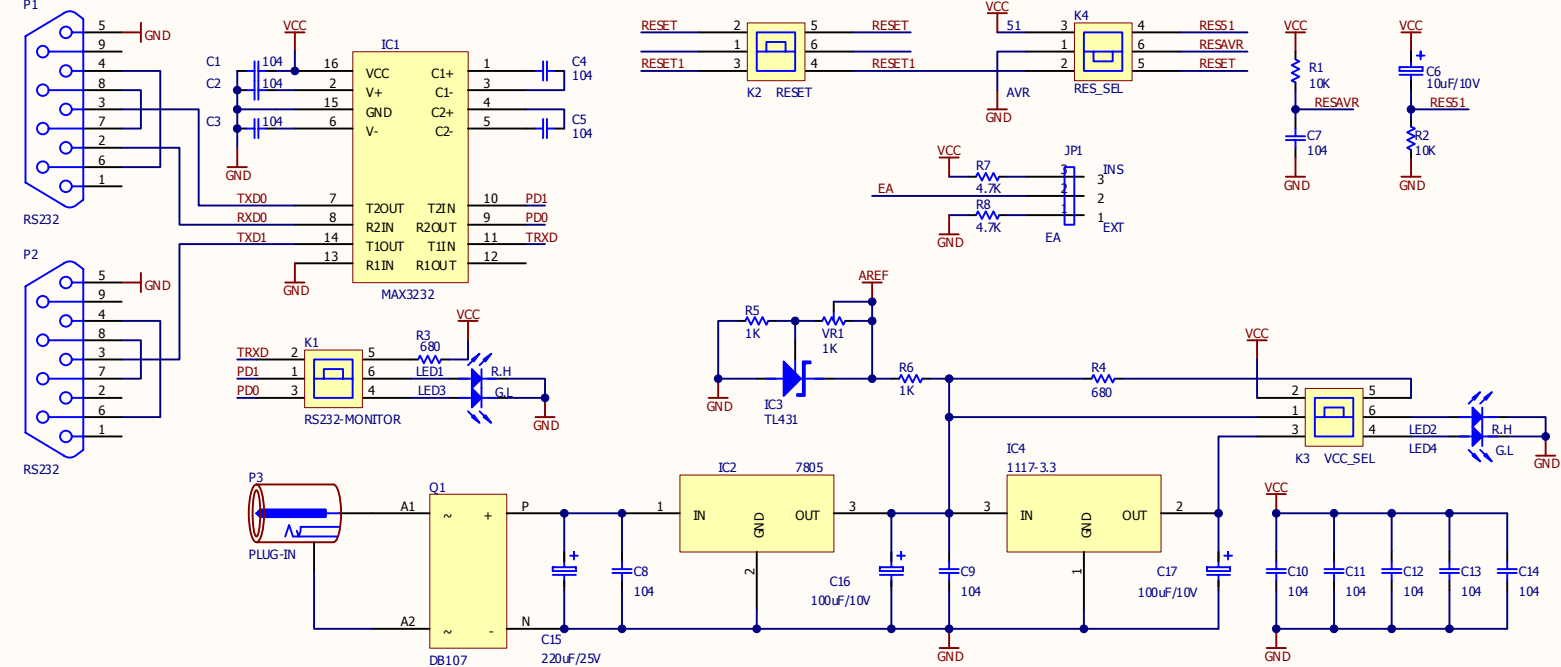 P1
5
GND
9
4
8
3
7
2
6
1
RS232
VCC
IC1
C1 104
C2 104
C3 104
GND
16 VCC C1+ 1
2 V+ C1- 3
15 GND C2+ 4
6 V- C2- 5
C4
104
C5
104
TXD0 7 T2OUT T2IN 10 PD1
RXD0 8 R2IN R2OUT 9 PD0
TXD1 14 T1OUT T1IN 11 TRXD
13 R1IN R1OUT 12
GND
MAX3232
RESET 2 5 RESET
1 6
RESET1 3 4 RESET1
K2 RESET
VCC
K4
51 3 4 RES51
1 6 RESAVR
2 5 RESET
AVR
RES_SEL
GND
VCC
R1
10K
RESAVR
C7
104
GND
VCC
+
C6
10uF/10V
RES51
R2
10K
GND
VCC
R7
4.7K
EA
R8
4.7K
GND
JP1
3 INS
3
2 2
1 1
EXT
EA
P2
5
GND
9
4
8
3
7
2
6
1
RS232
K1
TRXD 2 5
PD1 1 6 LED1
PD0 3 4 LED3
RS232-MONITOR
R3
680
VCC
R.H
G.L
GND
AREF
R5
1K
VR1
1K
IC3
TL431
GND
R6
1K
R4
680
VCC
2 5
1 6
3 4
K3 VCC_SEL
LED2
LED4
R.H
G.L
GND
P3
PLUG-IN
Q1
A1 ~ + P
A2 ~ - N
DB107
+
C15
220uF/25V
C8
104
IC2 7805
1 IN GND OUT 3
2
+
C16
100uF/10V
C9
104
GND
IC4
1117-3.3
3 IN GND OUT 2
1
+
C17
100uF/10V
VCC
C10
104
C11
104
C12
104
C13
104
C14
104
GND